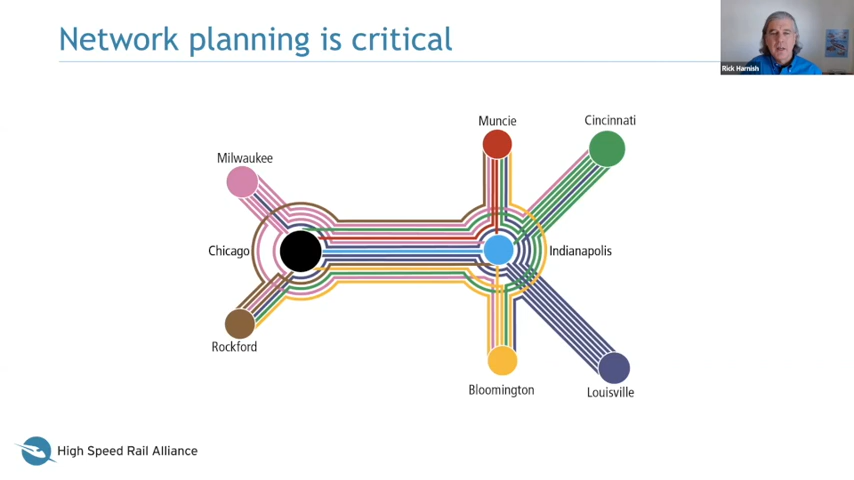 Network planning is critical
Rick Harnish
Muncie
Cincinnati
Milwaukee
Chicago
Indianapolis
Rockford
Bloomington
Louisville
High Speed Rail Alliance